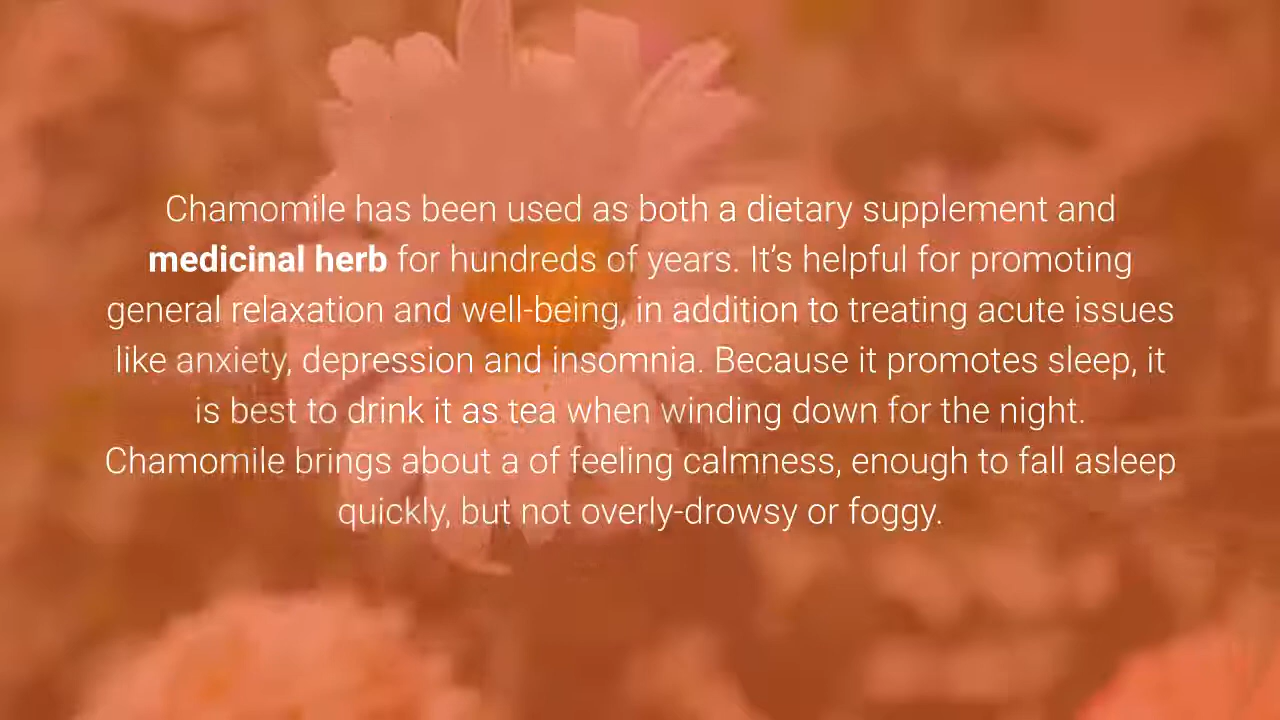 Chamomile has been used as both a dietary supplement and
medicinal herb for hundreds of years. It’s helpful for promoting
general relaxation and well-being, in addition to treating acute issues
like anxiety, depression and insomnia. Because it promotes sleep, it
is best to drink it as tea when winding down for the night.
Chamomile brings about a of feeling calmness, enough to fall asleep
quickly, but not overly-drowsy or foggy.